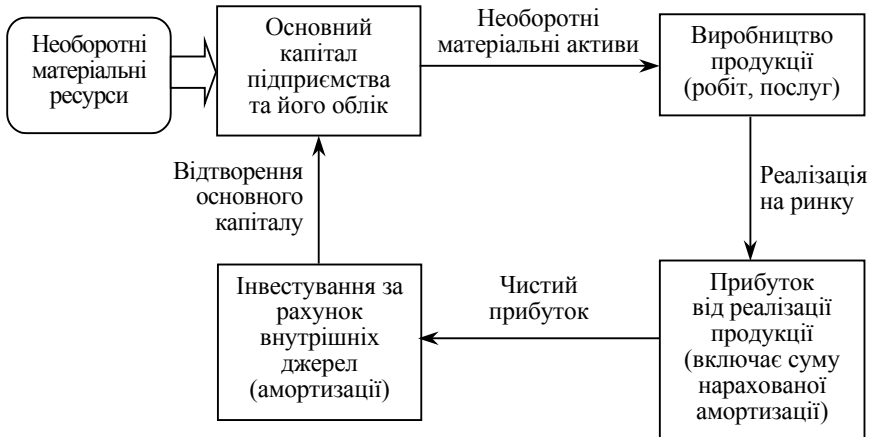 Необоротні
матеріальні
ресурси
Основний
капітал
підприємства
та його облік
Необоротні
матеріальні активи
Виробництво
продукції
(робіт, послуг)
Відтворення
основного
капіталу
Реалізація
на ринку
Інвестування за
рахунок
внутрішніх
джерел
(амортизації)
Чистий
прибуток
Прибуток
від реалізації
продукції
(включає суму
нарахованої
амортизації)